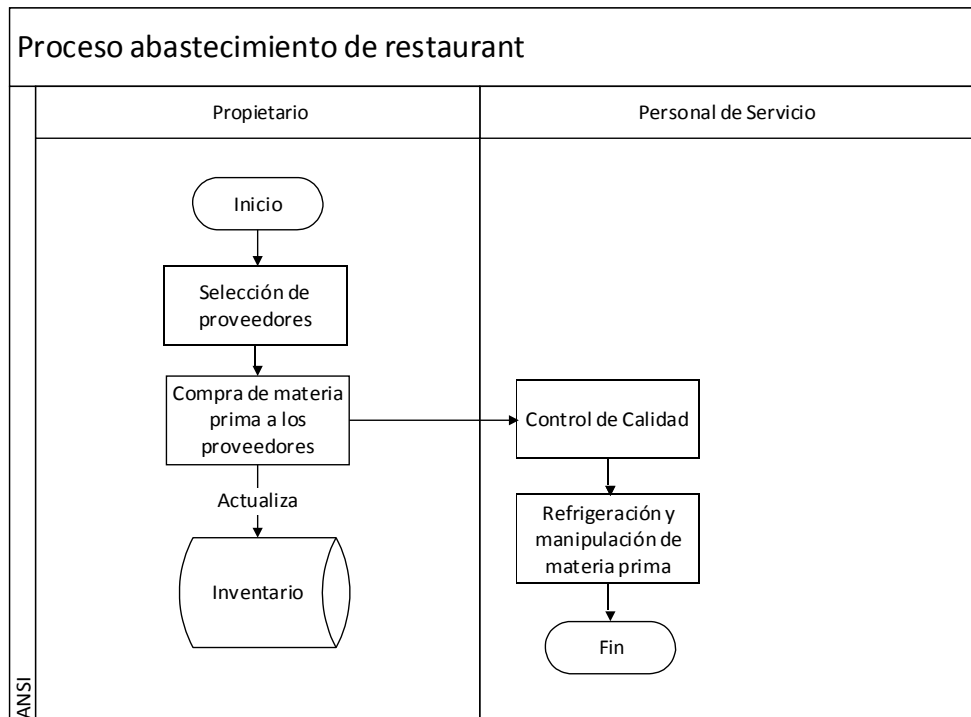 Proceso abastecimiento de restaurant
Propietario
Personal de Servicio
Inicio
Selección de
proveedores
Compra de materia
prima a los
proveedores
Control de Calidad
Actualiza
Refrigeración y
manipulación de
materia prima
Inventario
Fin
ANSI